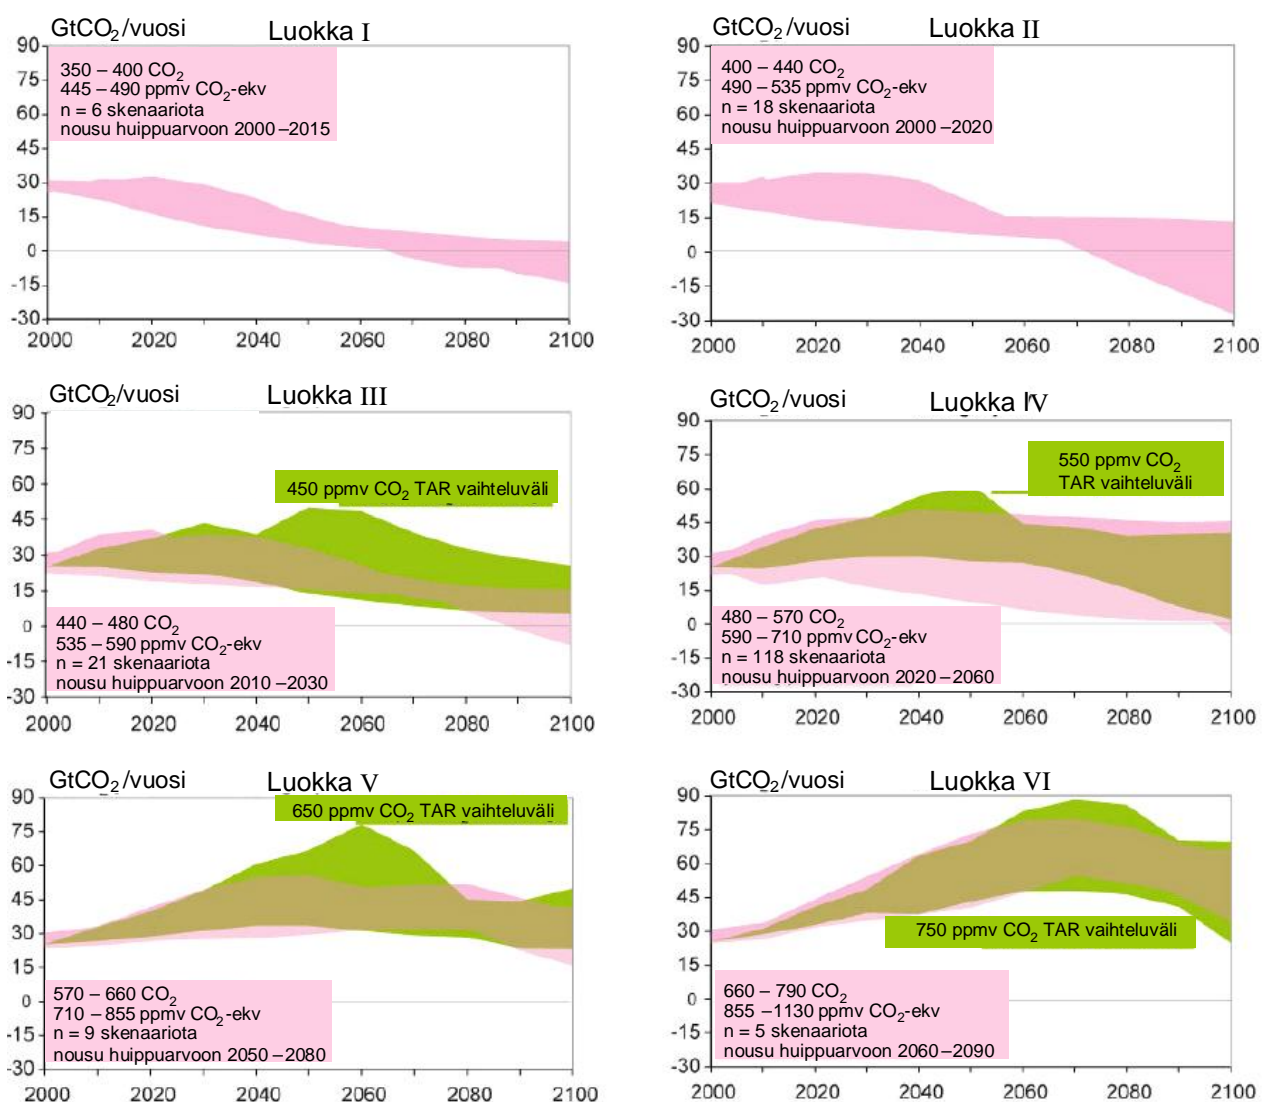 GtCO2/vuosi Luokka I
90
75
60
45
30
15
0
-15
-30
350 – 400 CO2
445 – 490 ppmv CO2-ekv
n = 6 skenaariota
nousu huippuarvoon 2000 –2015
2000 2020 2040 2060 2080 2100
GtCO2/vuosi Luokka II
90
75
60
45
30
15
0
-15
-30
400 – 440 CO2
490 – 535 ppmv CO2-ekv
n = 18 skenaariota
nousu huippuarvoon 2000 –2020
2000 2020 2040 2060 2080 2100
GtCO2/vuosi Luokka III
90
75
60
45
30
15
0
-15
-30
450 ppmv CO2 TAR vaihteluväli
440 – 480 CO2
535 – 590 ppmv CO2-ekv
n = 21 skenaariota
nousu huippuarvoon 2010 –2030
2000 2020 2040 2060 2080 2100
GtCO2/vuosi Luokka IV
90
75
60
45
30
15
0
-15
-30
550 ppmv CO2
TAR vaihteluväli
480 – 570 CO2
590 – 710 ppmv CO2-ekv
n = 118 skenaariota
nousu huippuarvoon 2020 –2060
2000 2020 2040 2060 2080 2100
GtCO2/vuosi Luokka V
90
75
60
45
30
15
0
-15
-30
650 ppmv CO2 TAR vaihteluväli
570 – 660 CO2
710 – 855 ppmv CO2-ekv
n = 9 skenaariota
nousu huippuarvoon 2050 –2080
2000 2020 2040 2060 2080 2100
GtCO2/vuosi Luokka VI
90
75
60
45
30
15
0
-15
-30
750 ppmv CO2 TAR vaihteluväli
660 – 790 CO2
855 –1130 ppmv CO2-ekv
n = 5 skenaariota
nousu huippuarvoon 2060 –2090
2000 2020 2040 2060 2080 2100